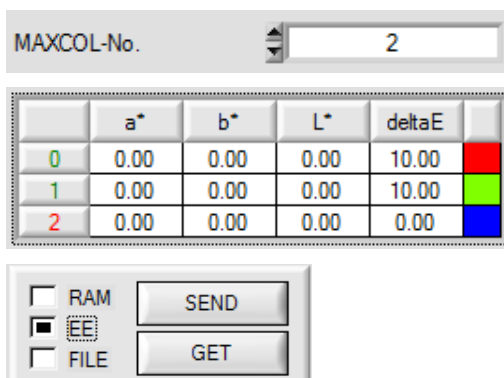 MAXCOL-No. 2
a* b* L* deltaE
0 0.00 0.00 0.00 10.00
1 0.00 0.00 0.00 10.00
2 0.00 0.00 0.00 0.00
RAM SEND
EE
FILE GET